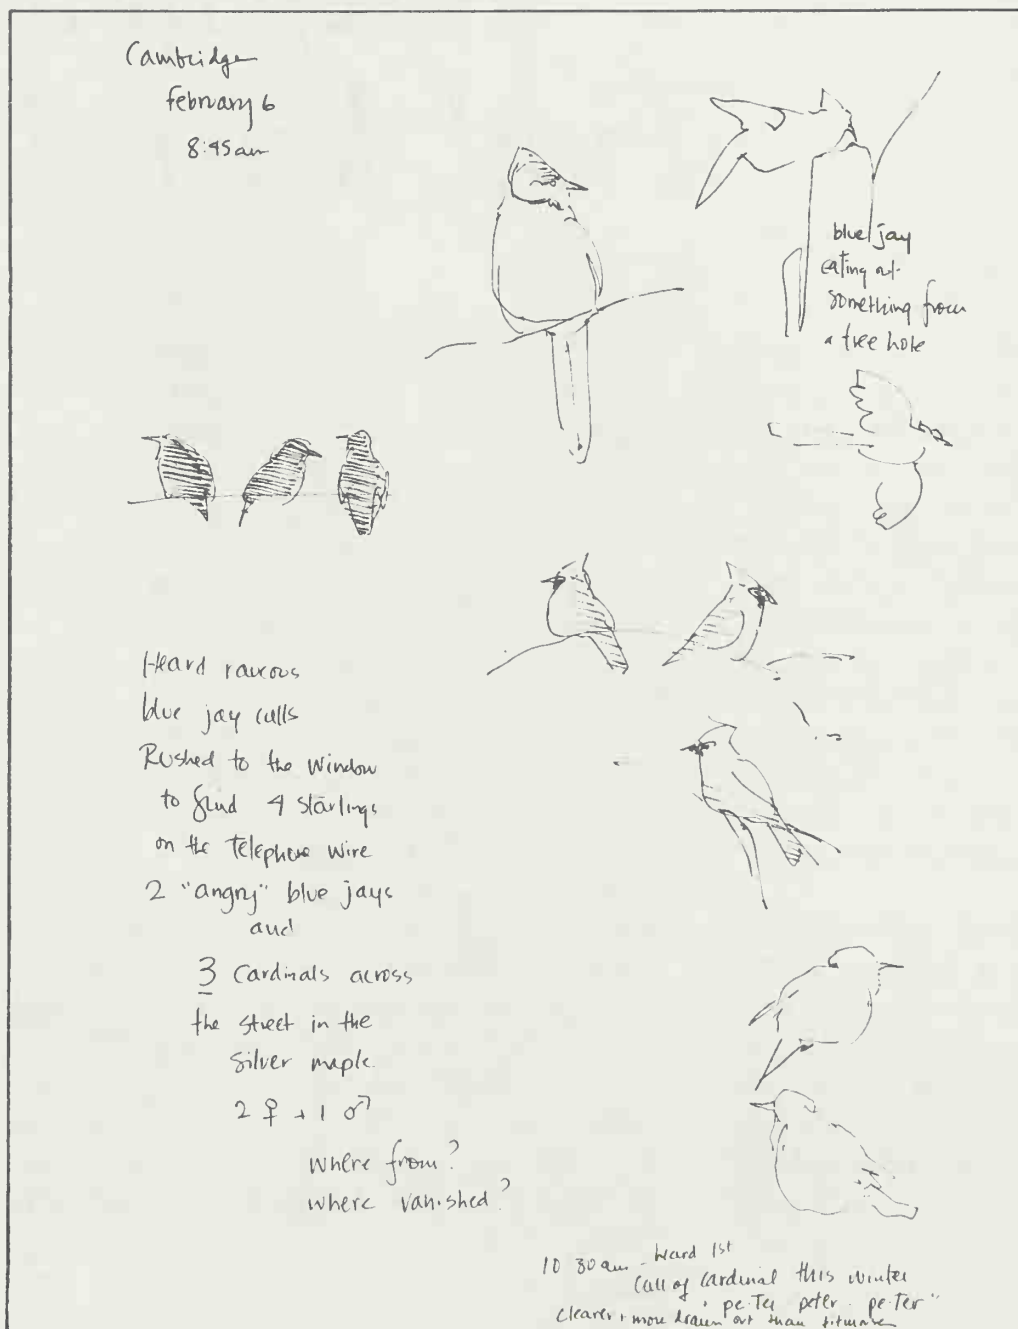 Cambridge
February 6
8:45am
blue jay
eating out
something from
a tree hole
Heard raucous
blue jay calls
Rushed to the window
to find 4 starlings
on the telephone wire
2 "angry" blue jays
and
3 cardinals across
the street in the
silver maple.
2 ♀ + 1 ♂
where from?
where vanished?
10 30 am - heard 1st
call of cardinal this winter
"pe-Ter peter - pe-Ter"
clearer + more drawn out than titmouse